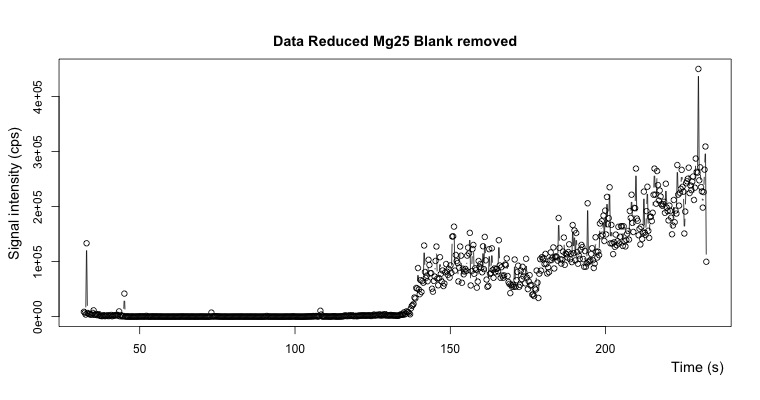 Data Reduced Mg25 Blank removed
Signal intensity (cps)
4e+05
3e+05
2e+05
1e+05
0e+00
50
100
150
200
Time (s)